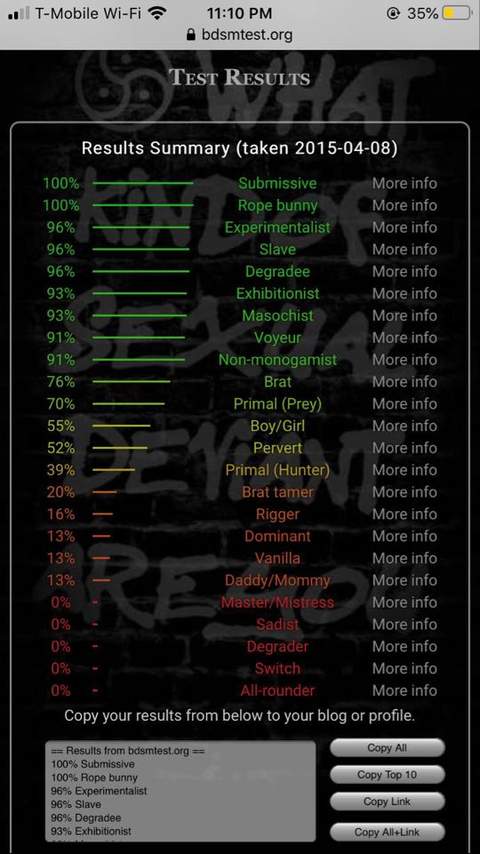 T-Mobile Wi-Fi 11:10 PM 35%
bdsmtest.org
TEST RESULTS
WHAT
KIND OF
SEXUAL
DEVIANT
ARE YOU
Results Summary (taken 2015-04-08)
100% Submissive More info
100% Rope bunny More info
96% Experimentalist More info
96% Slave More info
96% Degradee More info
93% Exhibitionist More info
93% Masochist More info
91% Voyeur More info
91% Non-monogamist More info
76% Brat More info
70% Primal (Prey) More info
55% Boy/Girl More info
52% Pervert More info
39% Primal (Hunter) More info
20% Brat tamer More info
16% Rigger More info
13% Dominant More info
13% Vanilla More info
13% Daddy/Mommy More info
0% Master/Mistress More info
0% Sadist More info
0% Degrader More info
0% Switch More info
0% All-rounder More info
Copy your results from below to your blog or profile.
== Results from bdsmtest.org ==
100% Submissive
100% Rope bunny
96% Experimentalist
96% Slave
96% Degradee
93% Exhibitionist
Copy All
Copy Top 10
Copy Link
Copy All+Link